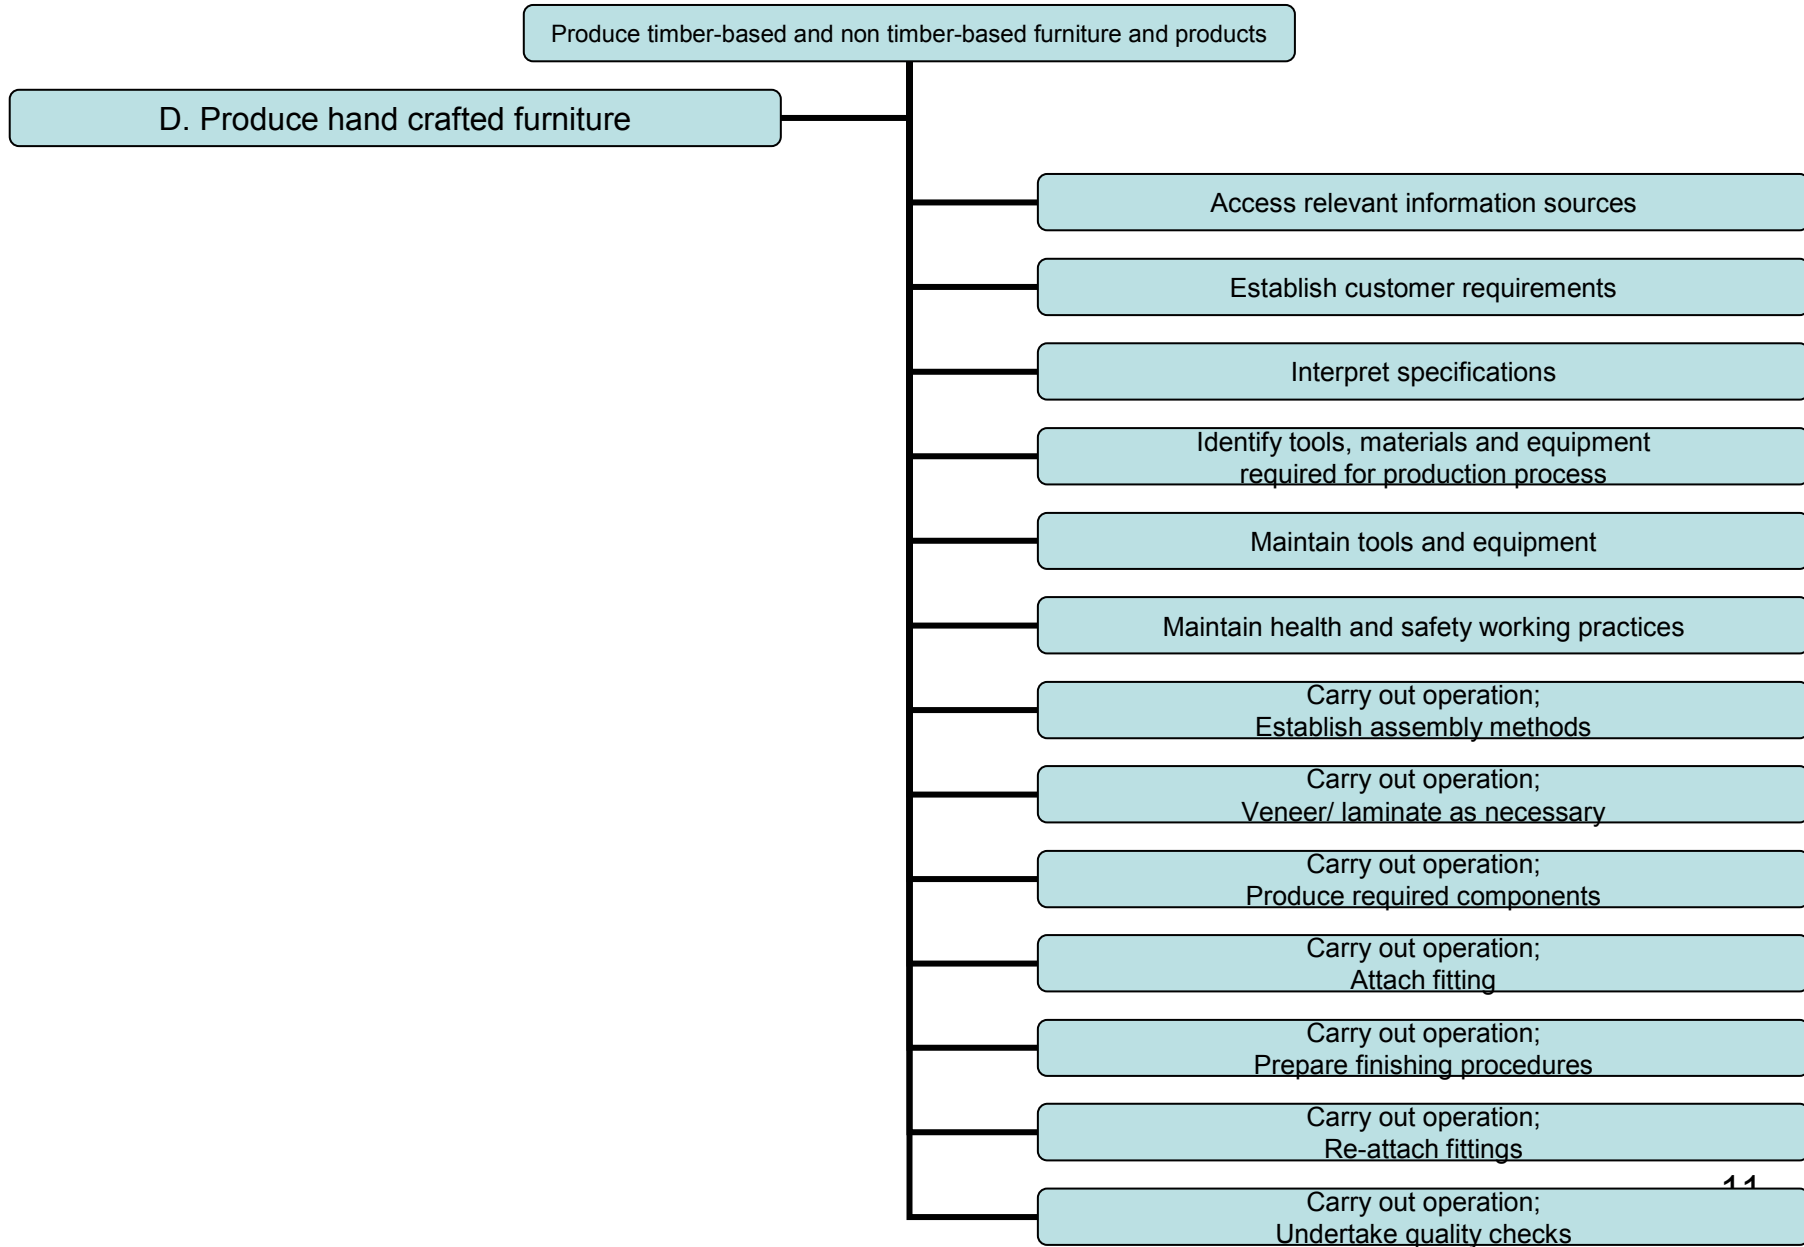 Produce timber-based and non timber-based furniture and products
D. Produce hand crafted furniture
Access relevant information sources
Establish customer requirements
Interpret specifications
Identify tools, materials and equipment
required for production process
Maintain tools and equipment
Maintain health and safety working practices
Carry out operation;
Establish assembly methods
Carry out operation;
Veneer/ laminate as necessary
Carry out operation;
Produce required components
Carry out operation;
Attach fitting
Carry out operation;
Prepare finishing procedures
Carry out operation;
Re-attach fittings
11
Carry out operation;
Undertake quality checks